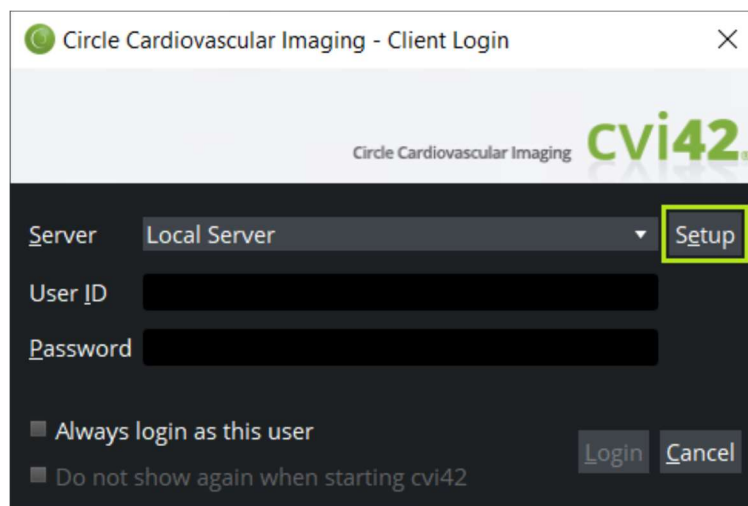 Circle Cardiovascular Imaging - Client Login
Circle Cardiovascular Imaging cvi42
Server Local Server Setup
User ID
Password
Always login as this user
Login Cancel
Do not show again when starting cvi42